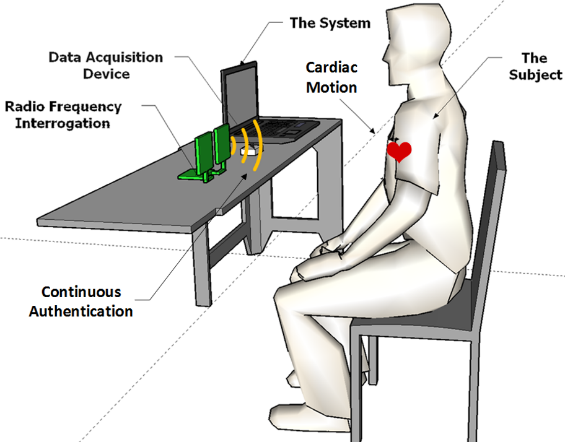 The System
Data Acquisition
Device
Cardiac
Motion
The
Subject
Radio Frequency
Interrogation
Continuous
Authentication